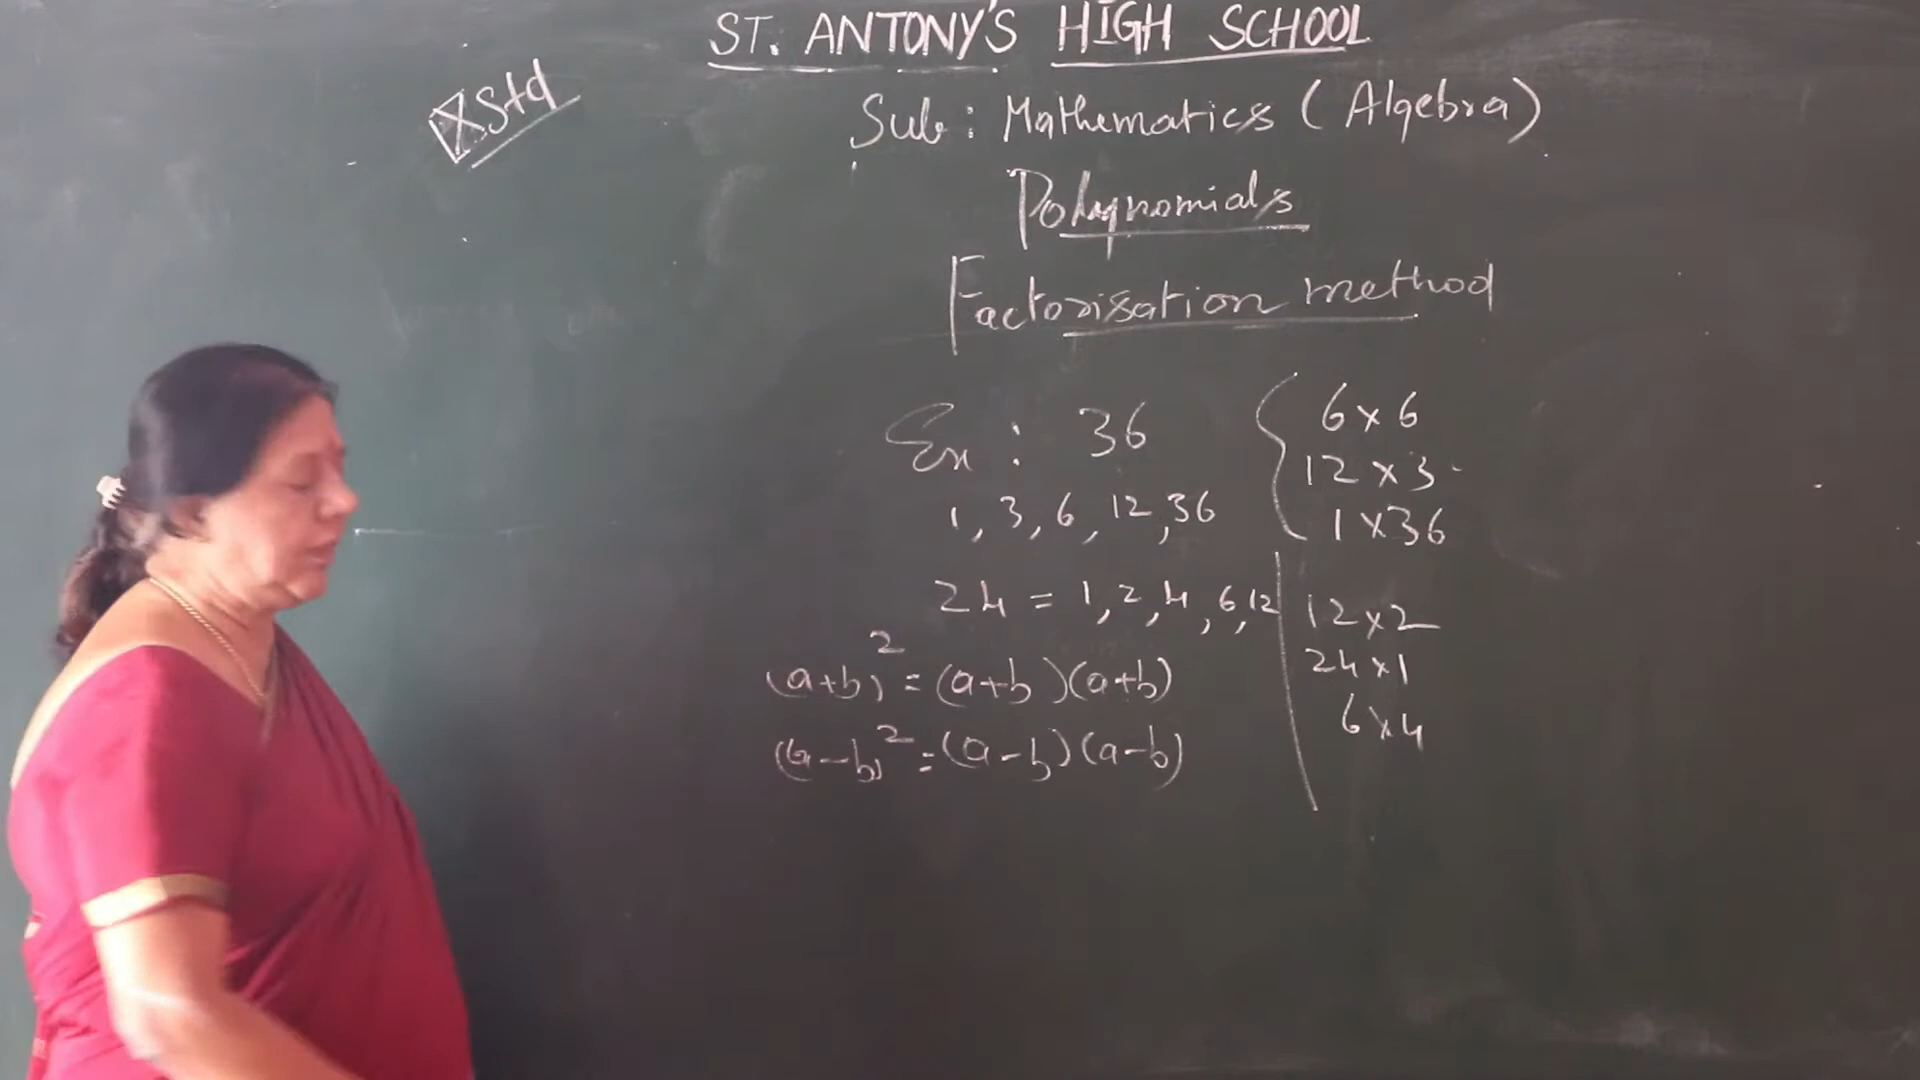 ST. ANTONY'S HIGH SCHOOL
X Std
Sub: Mathematics (Algebra)
Polynomials
Factorisation method
Ex: 36
1, 3, 6, 12, 36
6 x 6
12 x 3
1 x 36
24 = 1, 2, 4, 6, 12
12 x 2
24 x 1
6 x 4
(a+b)² = (a+b)(a+b)
(a-b)² = (a-b)(a-b)